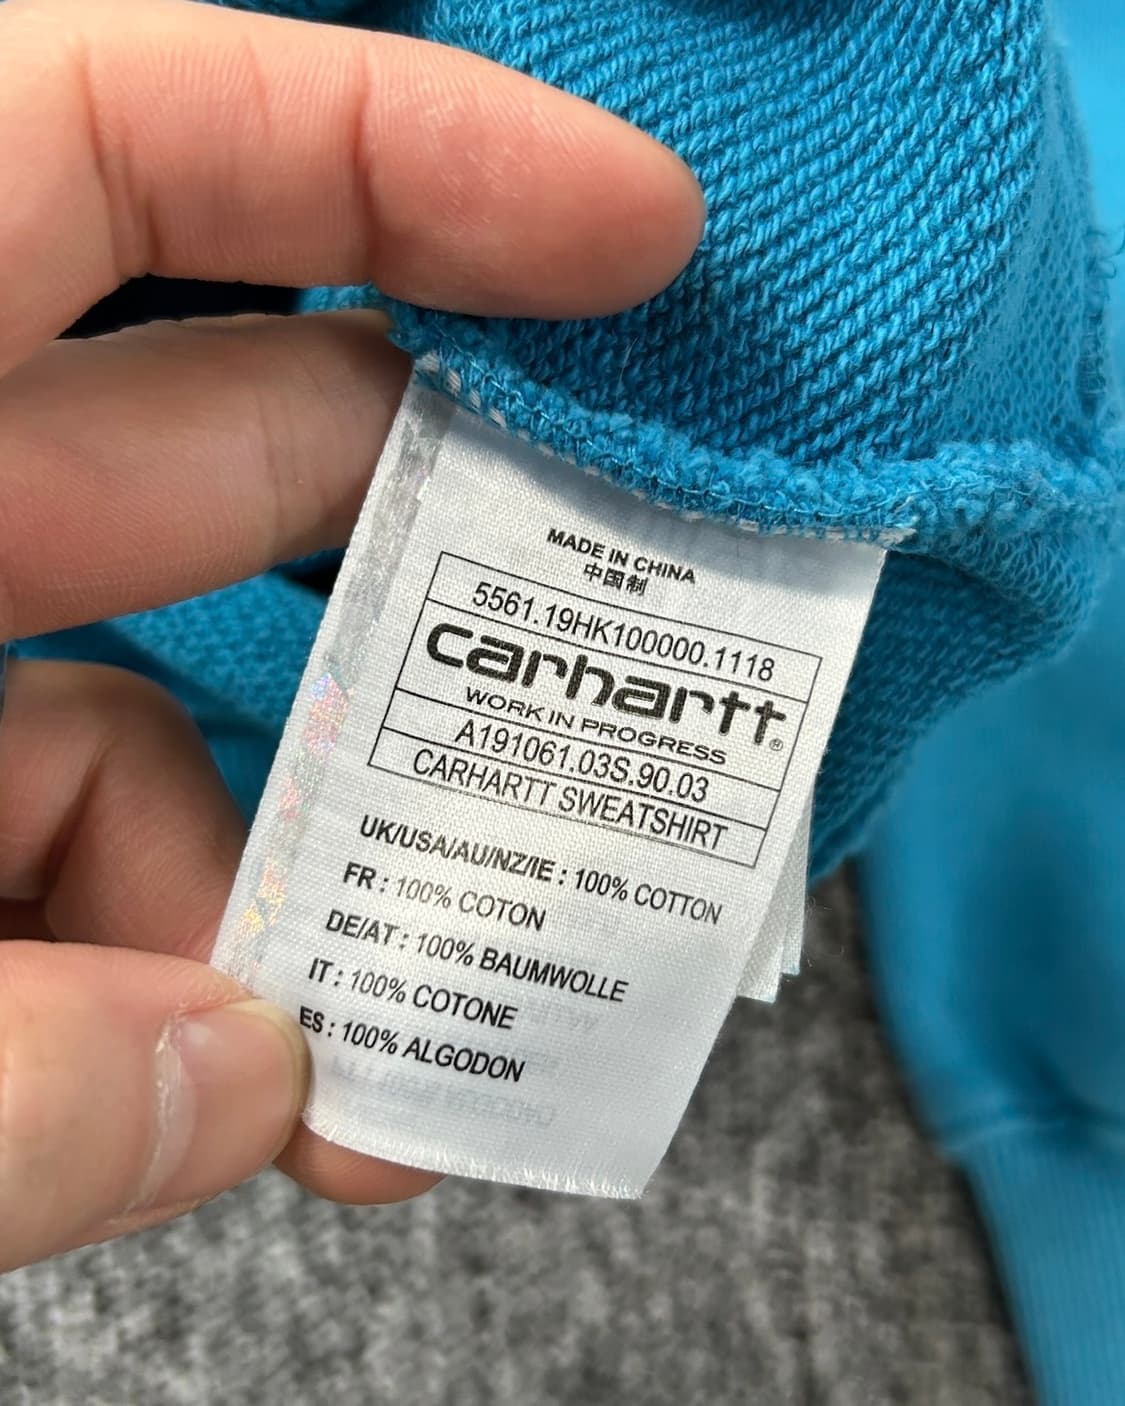 MADE IN CHINA
中国制
5561.19HK100000.1118
carhartt®
WORK IN PROGRESS
A191061.03S.90.03
CARHARTT SWEATSHIRT
UK/USA/AU/NZ/IE : 100% COTTON
FR : 100% COTON
DE/AT : 100% BAUMWOLLE
IT : 100% COTONE
ES : 100% ALGODON